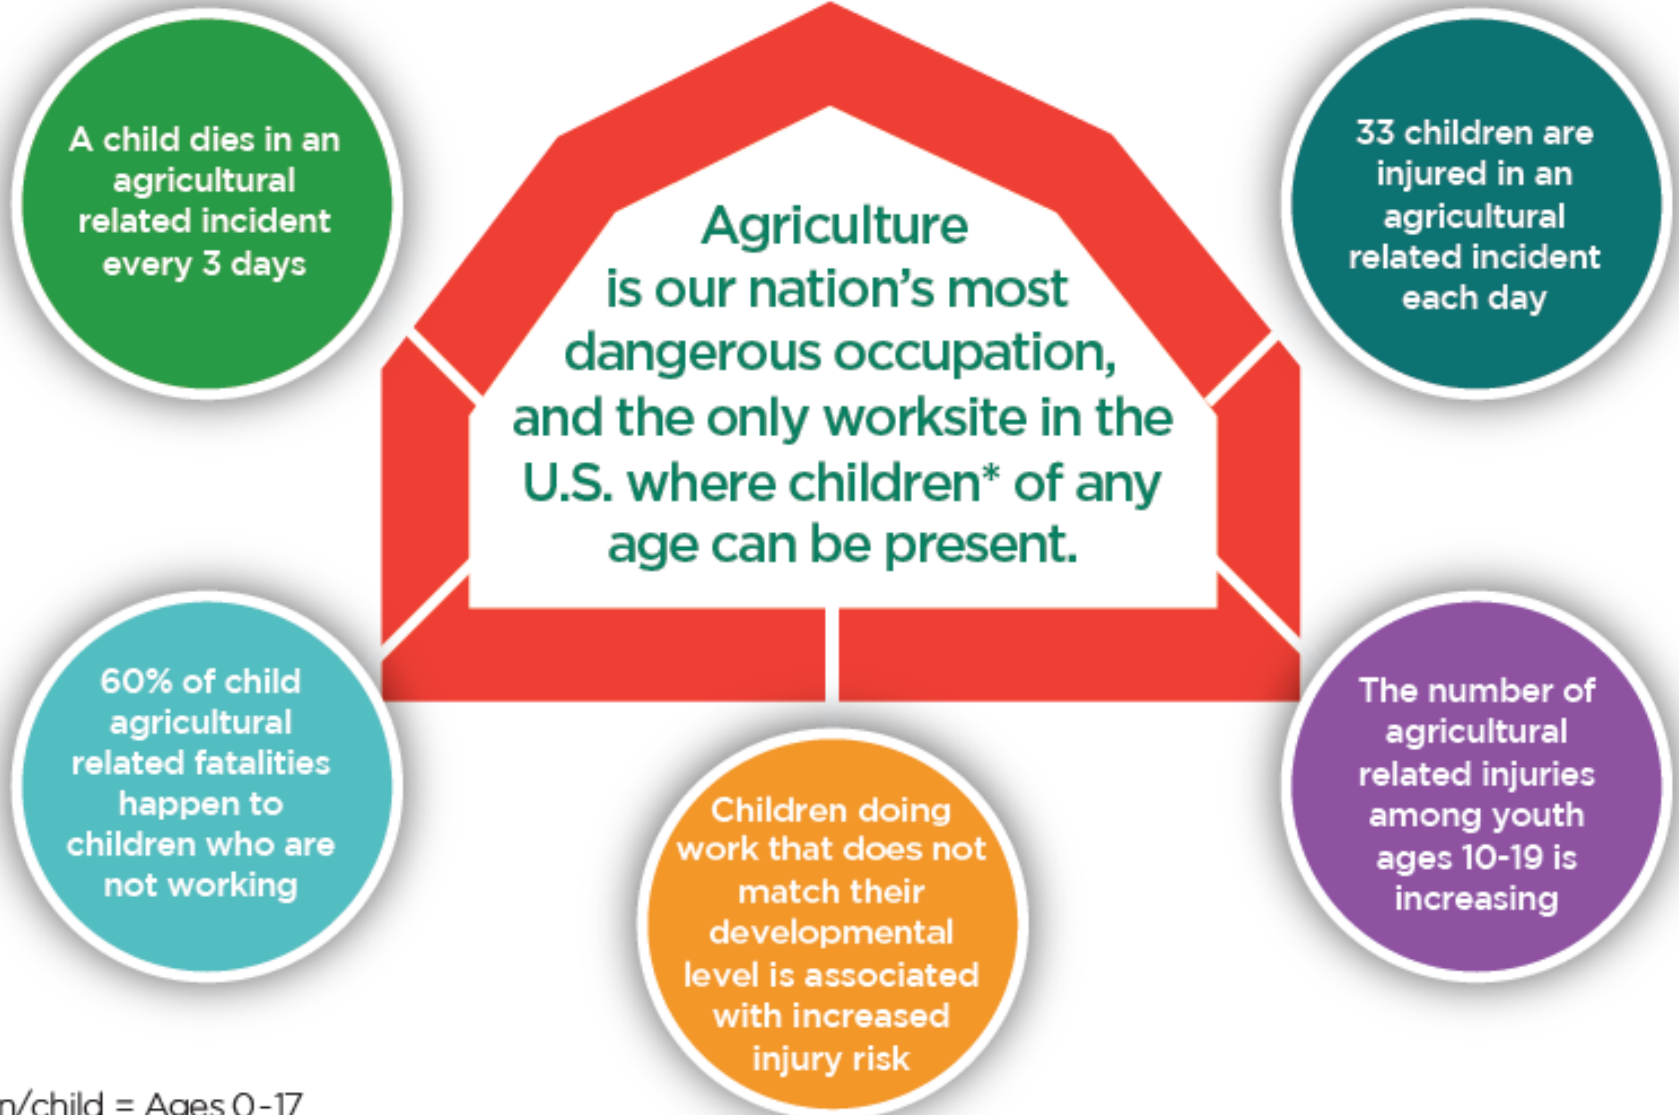 A child dies in an
agricultural
related incident
every 3 days
33 children are
injured in an
agricultural
related incident
each day
Agriculture
is our nation's most
dangerous occupation,
and the only worksite in the
U.S. where children* of any
age can be present.
60% of child
agricultural
related fatalities
happen to
children who are
not working
Children doing
work that does not
match their
developmental
level is associated
with increased
injury risk
The number of
agricultural
related injuries
among youth
ages 10-19 is
increasing
/child = Ages 0-17